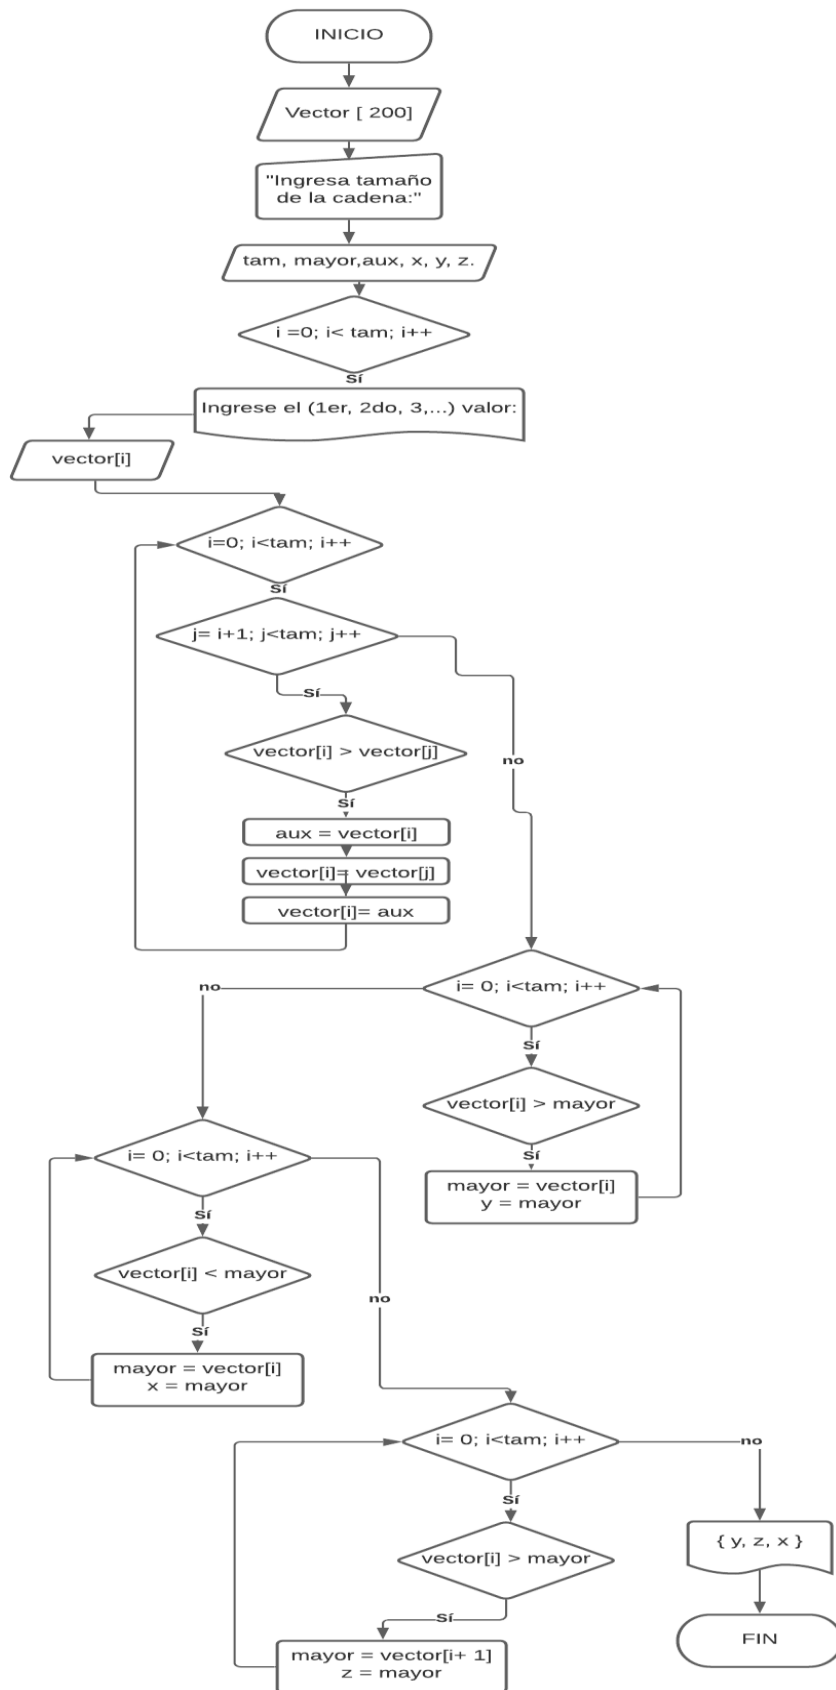 INICIO
Vector [ 200]
"Ingresa tamaño
de la cadena:"
tam, mayor,aux, x, y, z.
i =0; i< tam; i++
Sí
Ingrese el (1er, 2do, 3,...) valor:
vector[i]
i=0; i<tam; i++
Sí
j= i+1; j<tam; j++
Sí
vector[i] > vector[j]
no
Sí
aux = vector[i]
vector[i]= vector[j]
vector[i]= aux
i= 0; i<tam; i++
no
Sí
vector[i] > mayor
Sí
mayor = vector[i]
y = mayor
i= 0; i<tam; i++
Sí
vector[i] < mayor
no
Sí
mayor = vector[i]
x = mayor
i= 0; i<tam; i++
no
Sí
vector[i] > mayor
{ y, z, x }
Sí
mayor = vector[i+ 1]
z = mayor
FIN